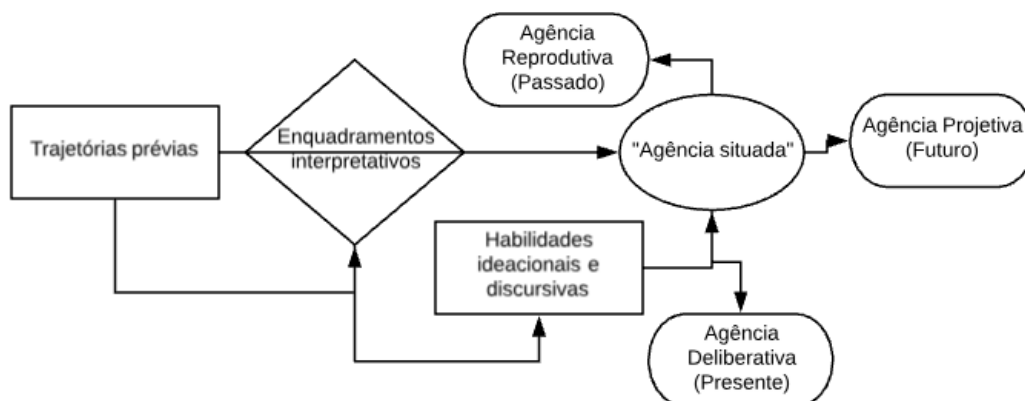 Trajetórias prévias
Enquadramentos
interpretativos
Agência
Reprodutiva
(Passado)
"Agência situada"
Agência Projetiva
(Futuro)
Habilidades
ideacionais e
discursivas
Agência
Deliberativa
(Presente)